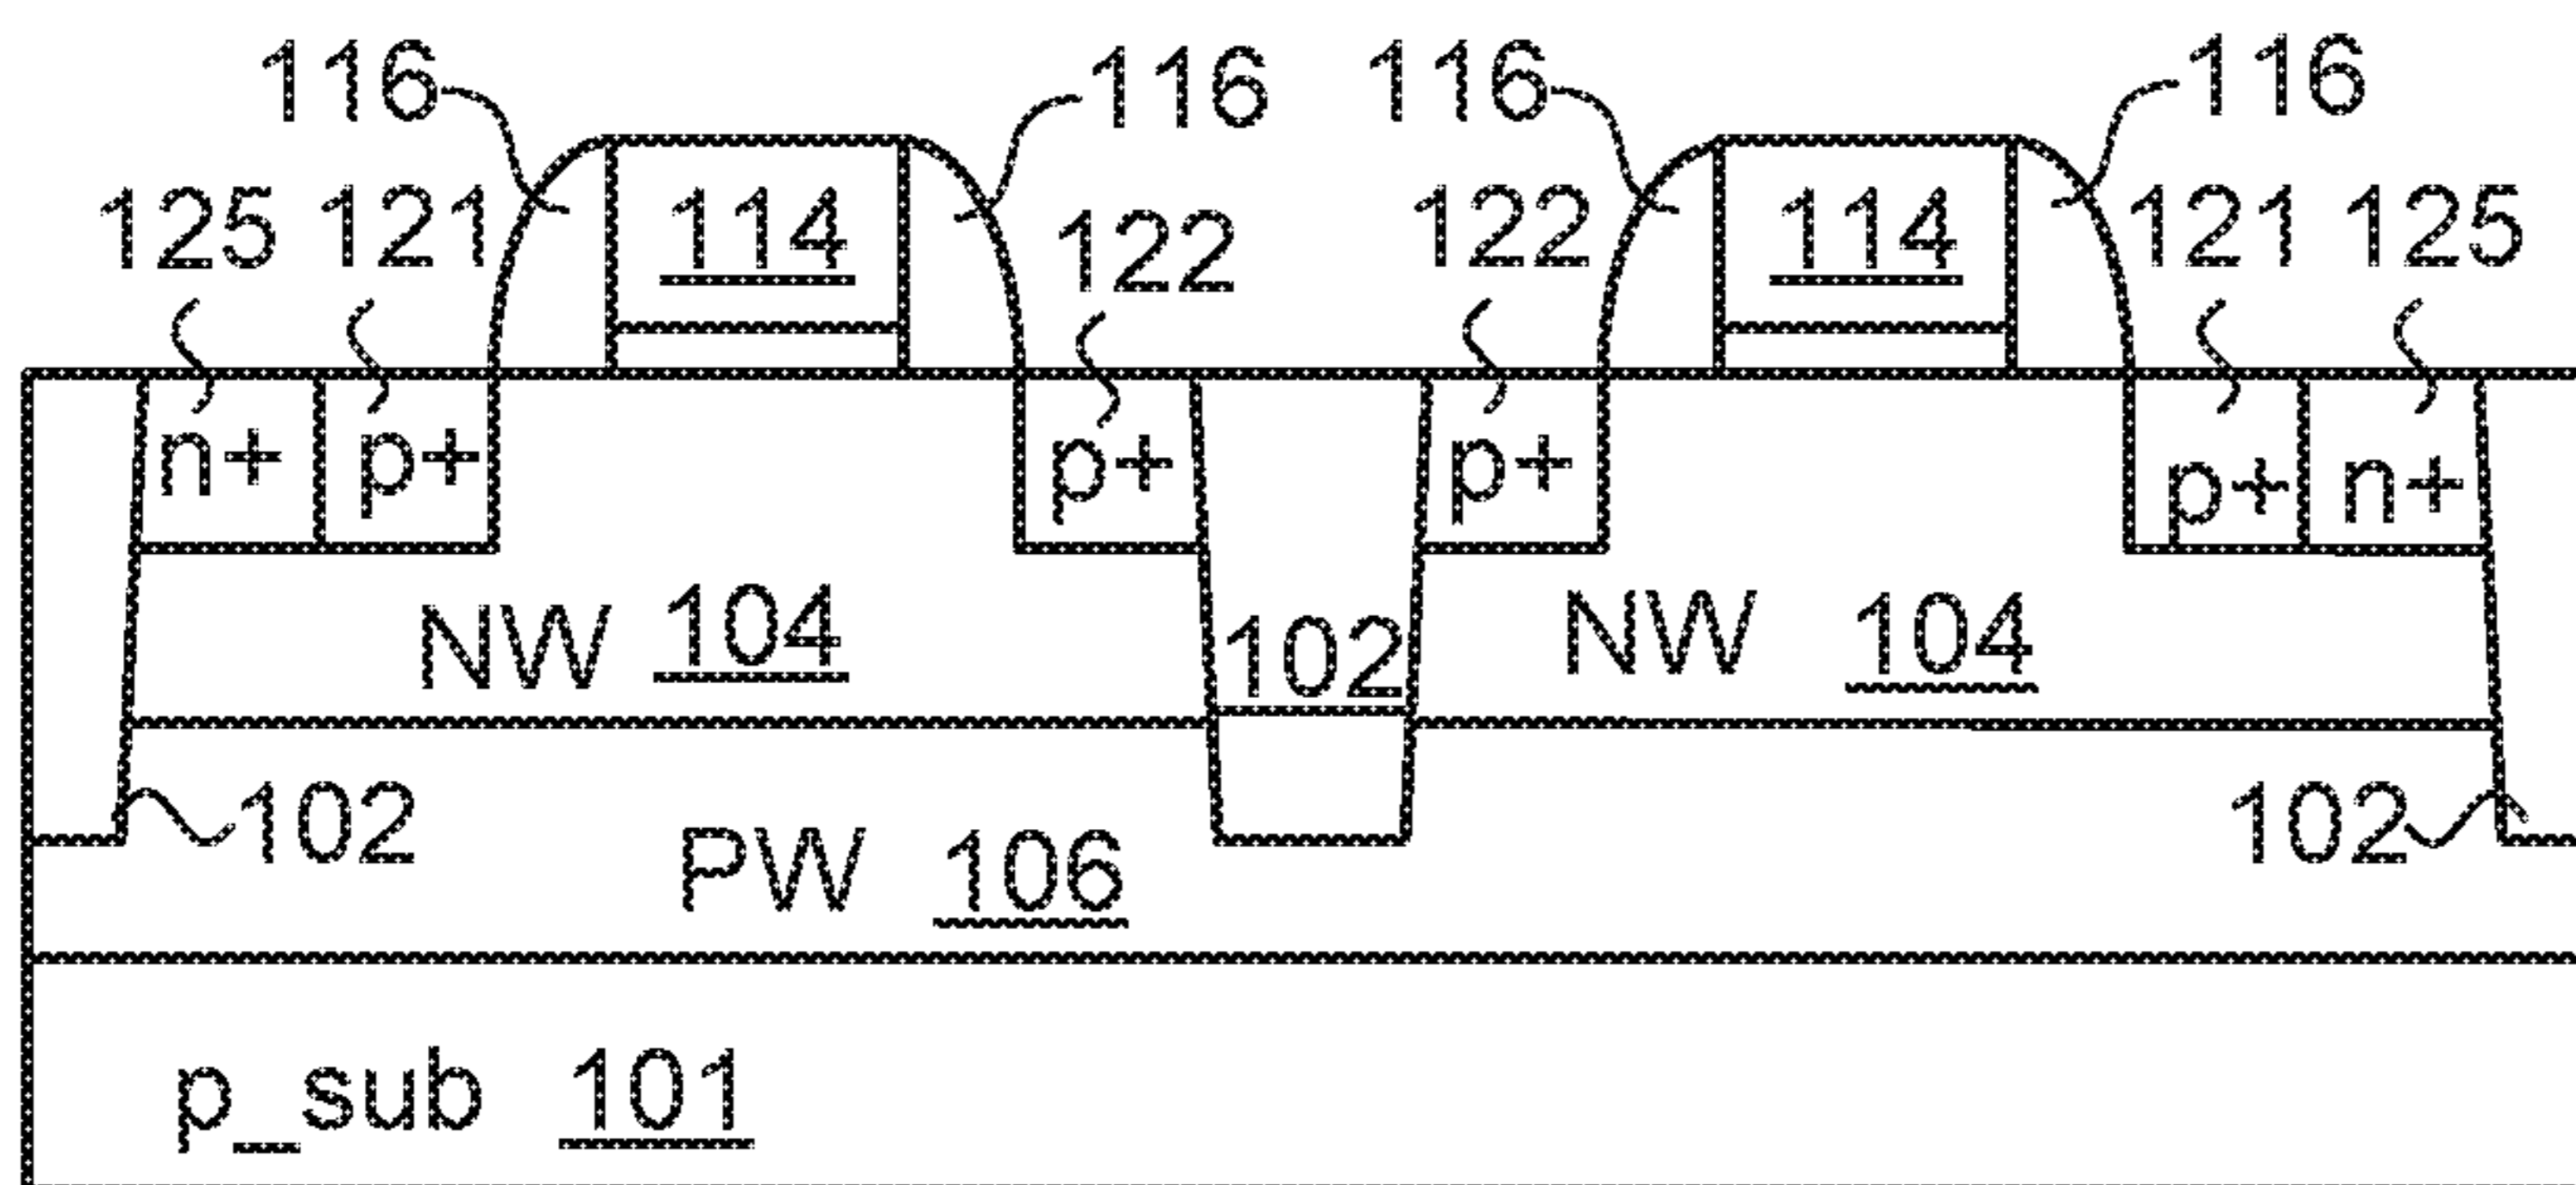 116 116 116 116
125 121 114 122 122 114 121 125
n+ p+ p+ p+ p+ n+
NW 104 102 NW 104
102 PW 106 102
p_sub 101